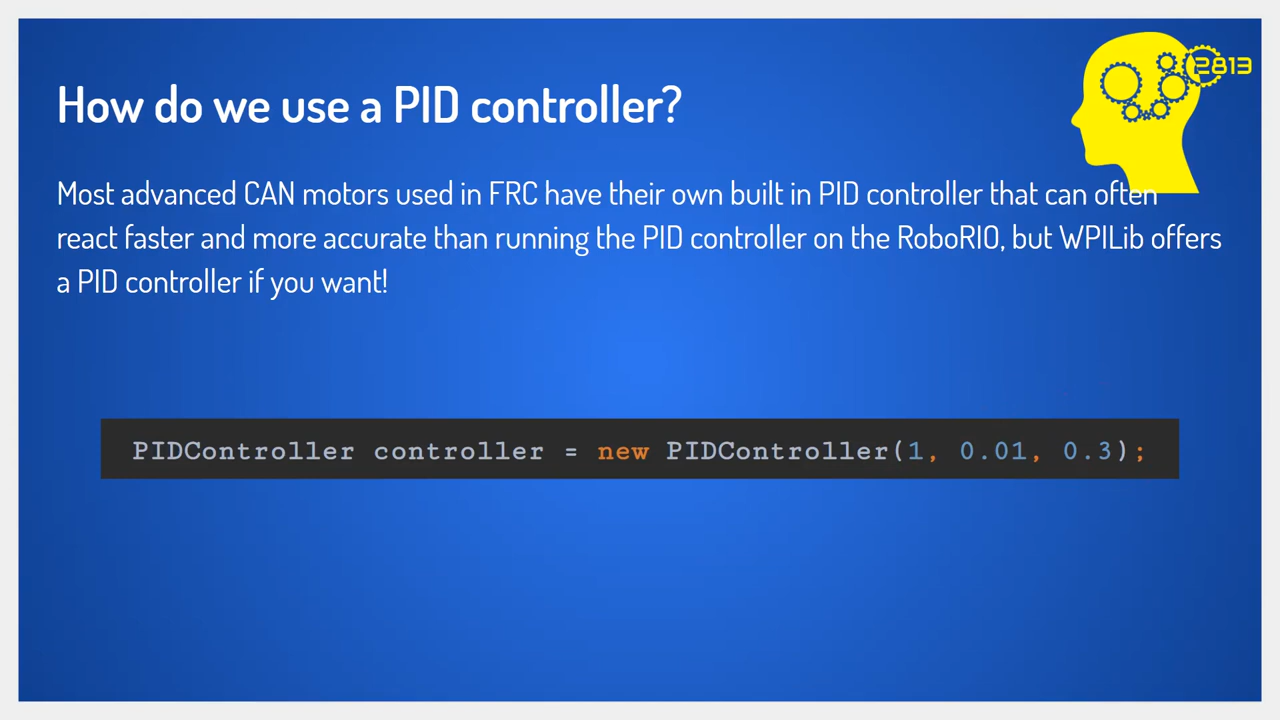 2813
How do we use a PID controller?
Most advanced CAN motors used in FRC have their own built in PID controller that can often
react faster and more accurate than running the PID controller on the RoboRIO, but WPILib offers
a PID controller if you want!
PIDController controller = new PIDController(1, 0.01, 0.3);